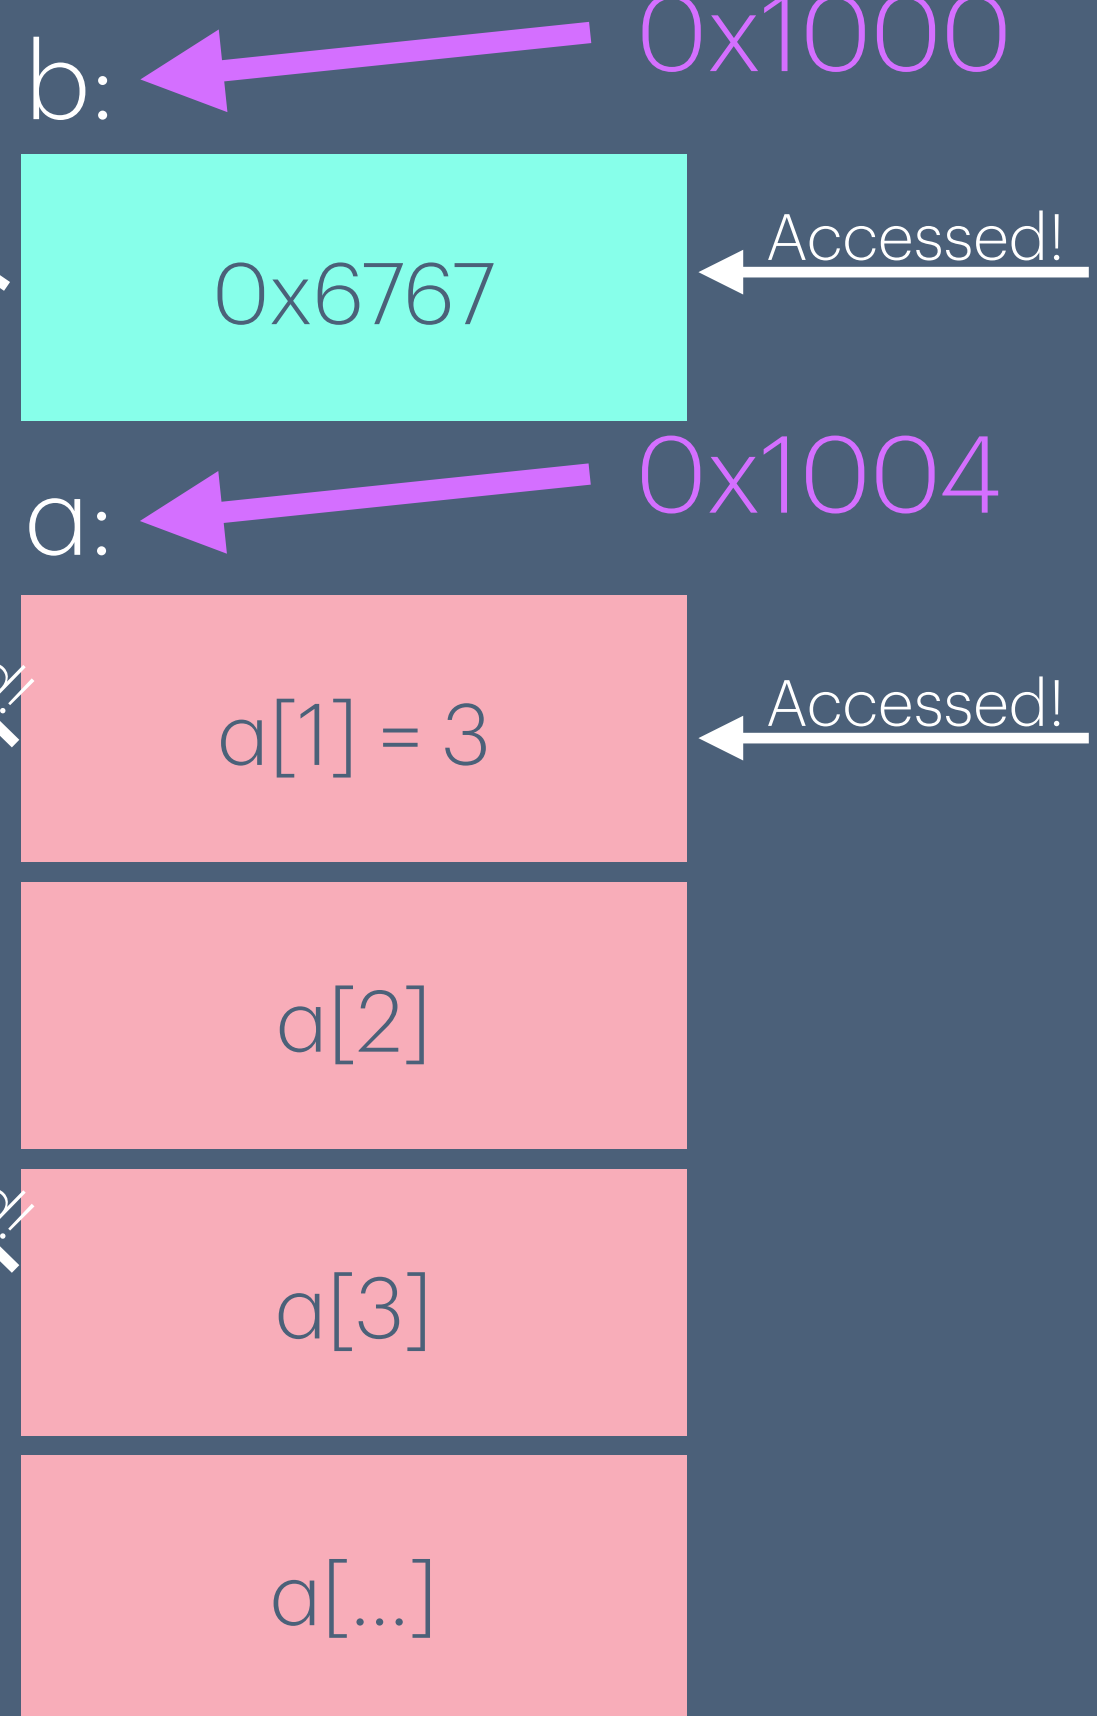 0x1000
b:
0x6767
Accessed!
0x1004
a:
a[1] = 3
Accessed!
a[2]
a[3]
a[...]